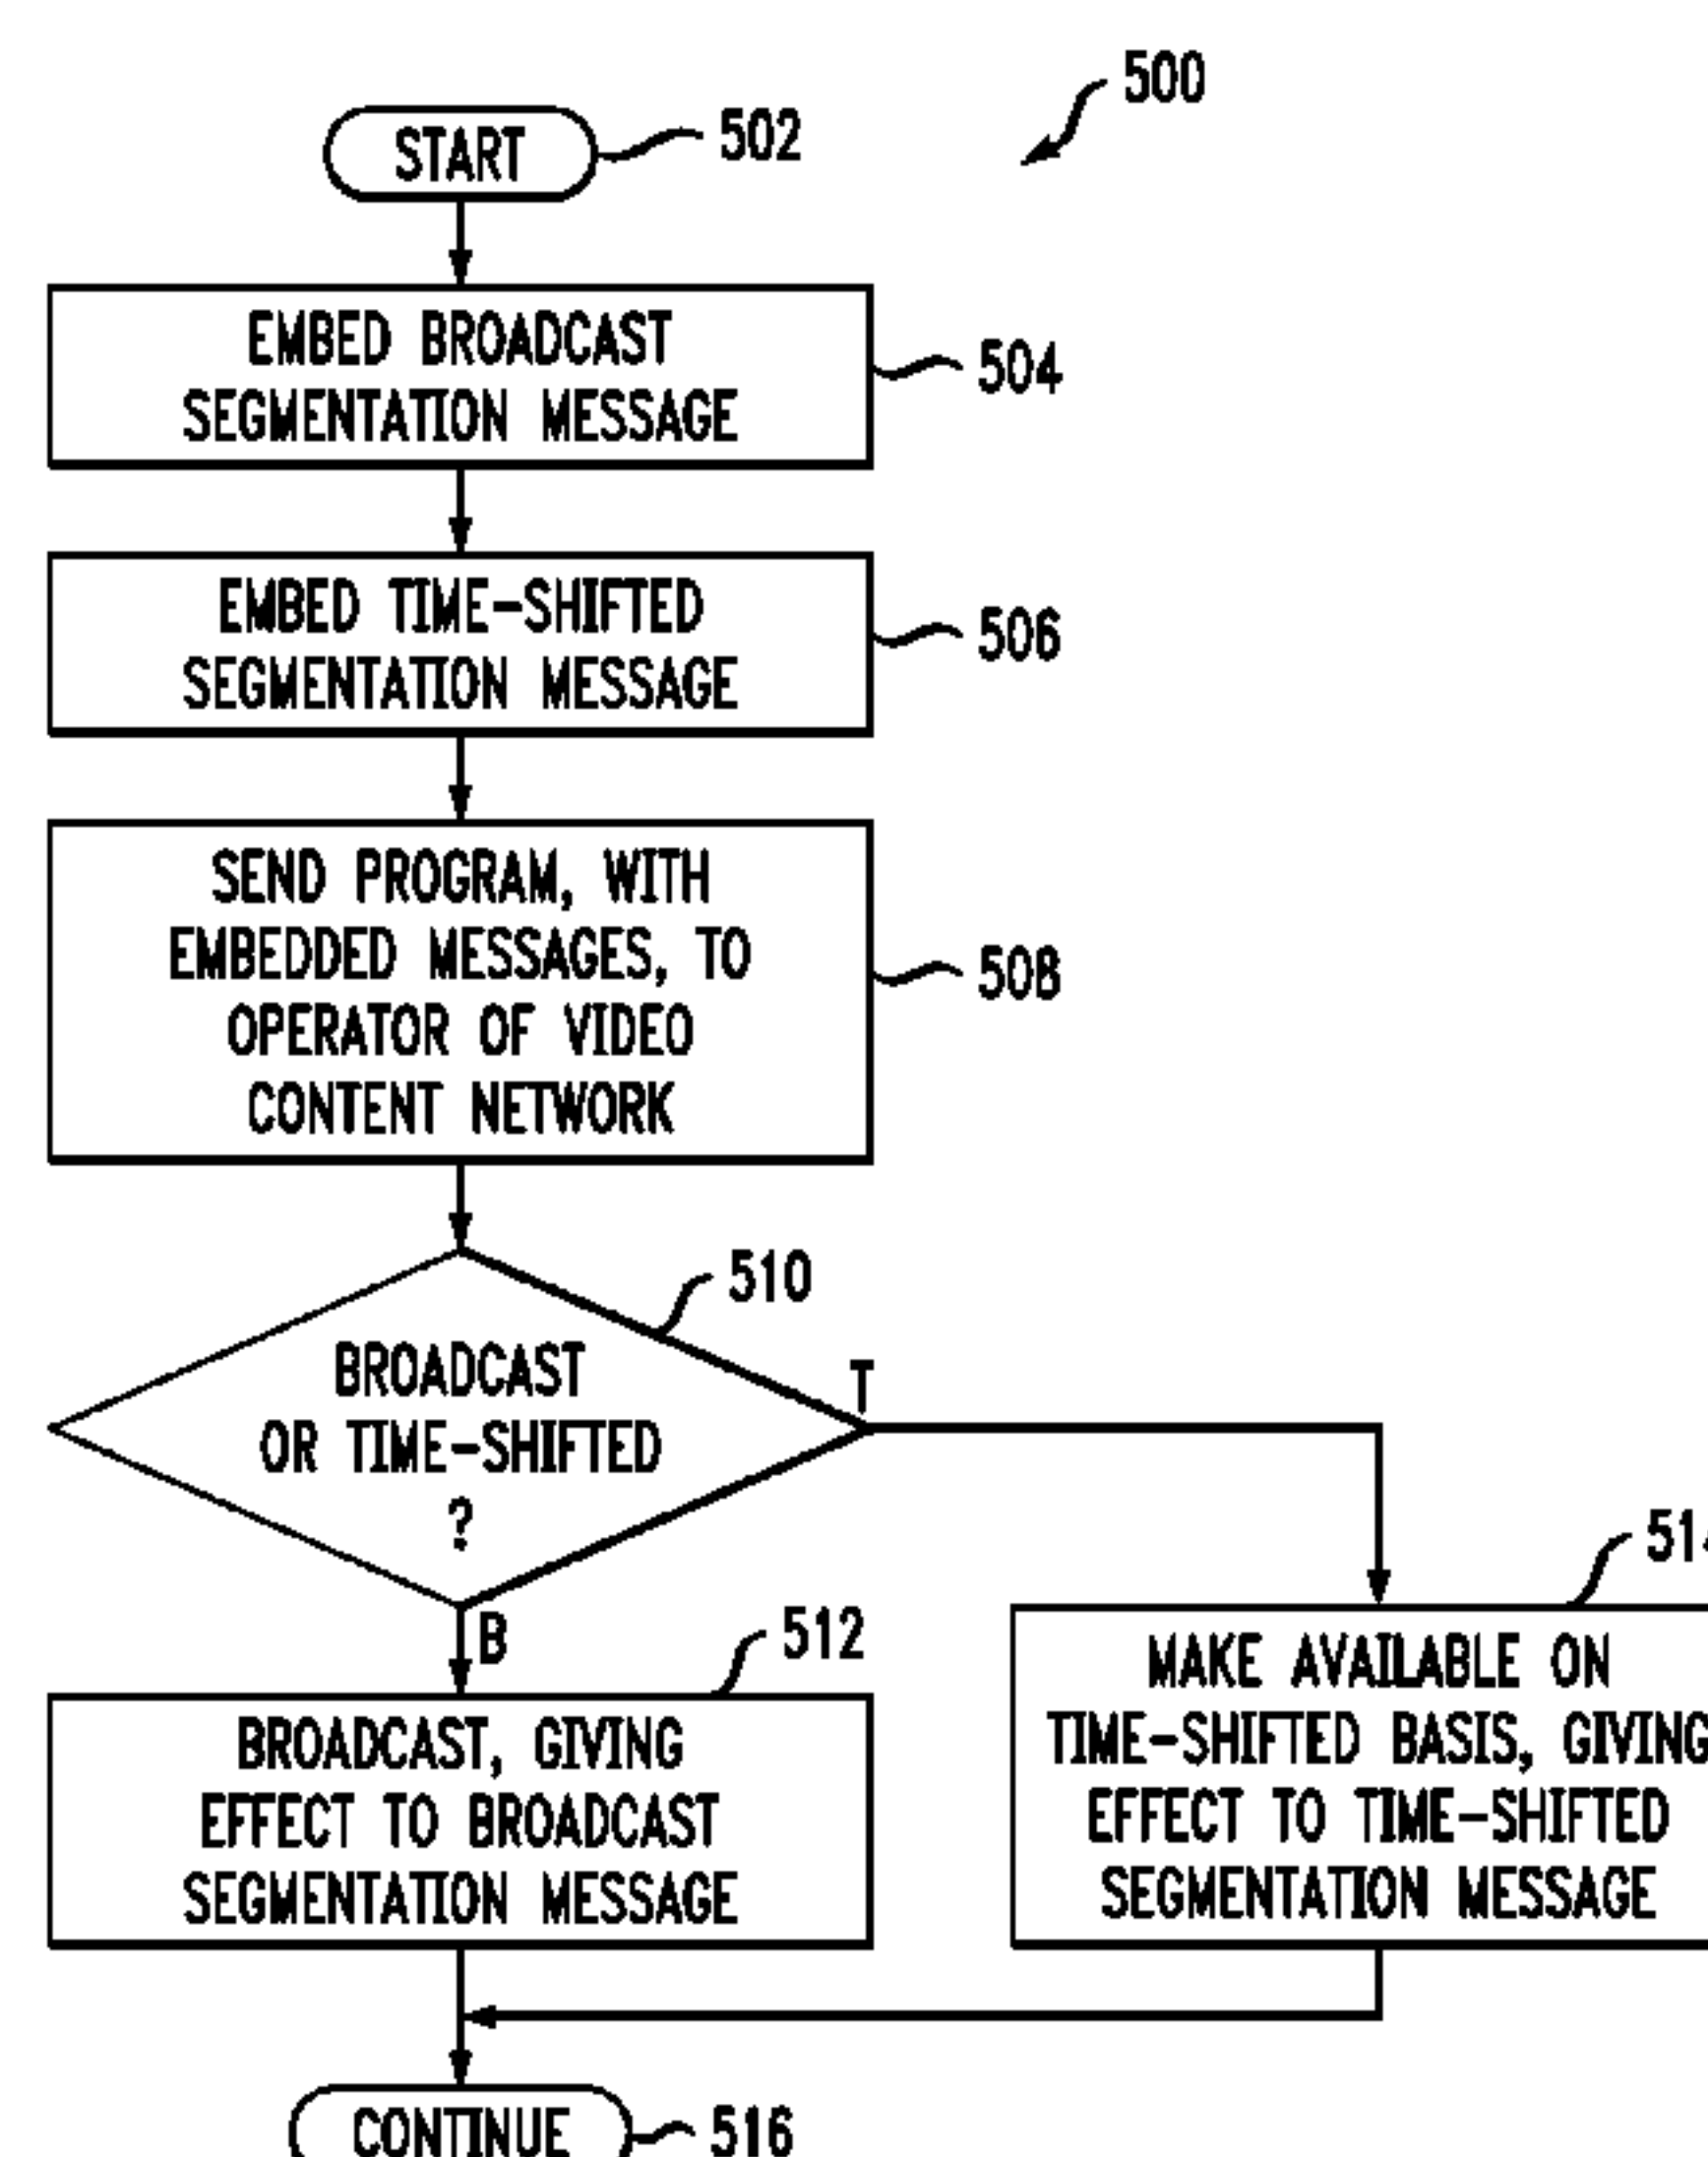 500
START
502
EMBED BROADCAST
SEGMENTATION MESSAGE
504
EMBED TIME-SHIFTED
SEGMENTATION MESSAGE
506
SEND PROGRAM, WITH
EMBEDDED MESSAGES, TO
OPERATOR OF VIDEO
CONTENT NETWORK
508
510
BROADCAST
OR TIME-SHIFTED
?
T
B
512
BROADCAST, GIVING
EFFECT TO BROADCAST
SEGMENTATION MESSAGE
514
MAKE AVAILABLE ON
TIME-SHIFTED BASIS, GIVING
EFFECT TO TIME-SHIFTED
SEGMENTATION MESSAGE
CONTINUE
516